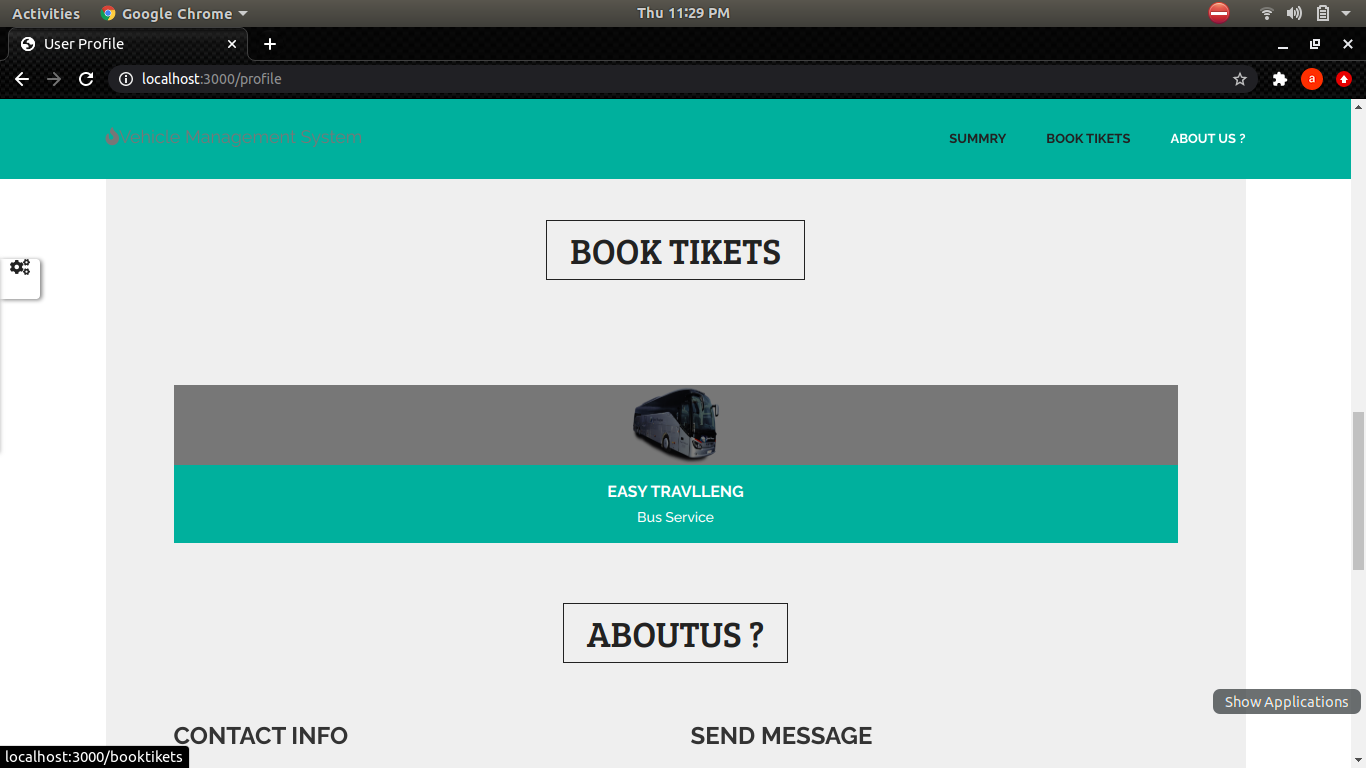 Activities Google Chrome Thu 11:29 PM
User Profile
localhost:3000/profile a
Vehicle Management System SUMMRY BOOK TIKETS ABOUT US ?
BOOK TIKETS
EASY TRAVLLENG
Bus Service
ABOUTUS ?
Show Applications
CONTACT INFO SEND MESSAGE
localhost:3000/booktikets